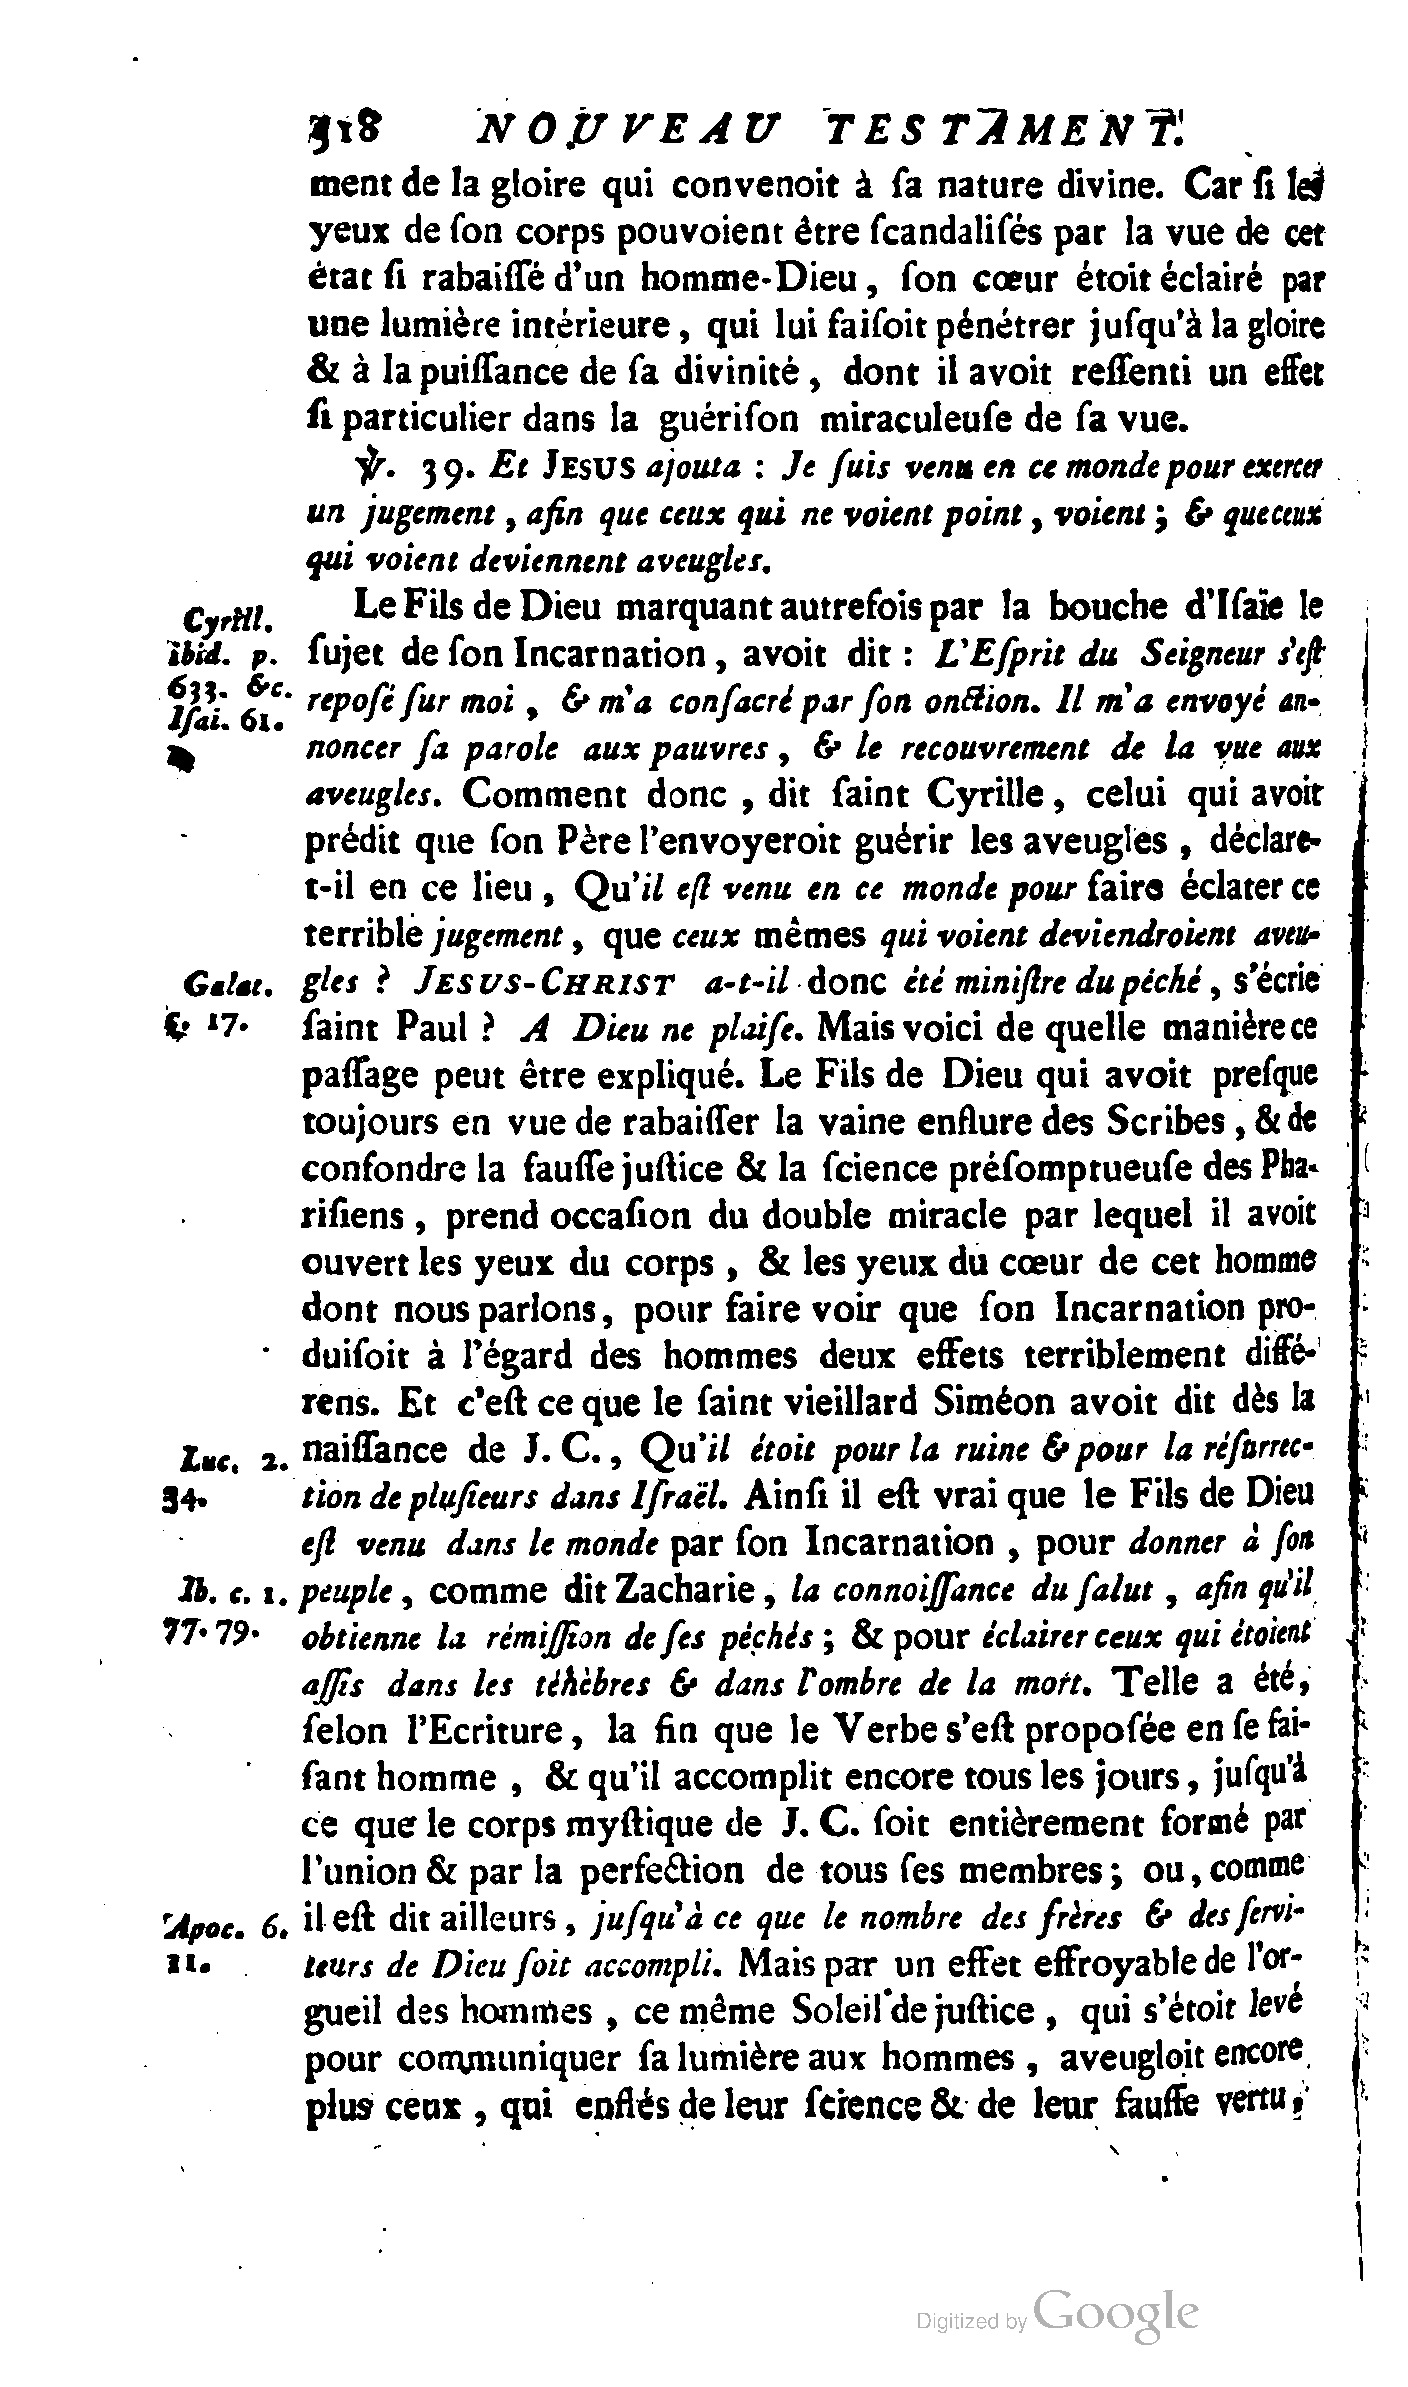 318 NOUVEAU TESTAMENT.
ment de la gloire qui convenoit à ſa nature divine. Car ſi les
yeux de ſon corps pouvoient être ſcandaliſés par la vue de cet
état ſi rabaiſſé d'un homme-Dieu, ſon cœur étoit éclairé par
une lumière intérieure, qui lui faiſoit pénétrer juſqu'à la gloire
& à la puiſſance de ſa divinité, dont il avoit reſſenti un effet
ſi particulier dans la guériſon miraculeuſe de ſa vue.
℣. 39. Et JESUS ajouta : Je ſuis venu en ce monde pour exercer
un jugement, afin que ceux qui ne voient point, voient; & que ceux
qui voient deviennent aveugles.
Cyrill.
ibid. p.
633. &c.
Iſai. 61.
Le Fils de Dieu marquant autrefois par la bouche d'Iſaïe le
ſujet de ſon Incarnation, avoit dit : L'Eſprit du Seigneur s'eſt
repoſé ſur moi, & m'a conſacré par ſon onction. Il m'a envoyé an-
noncer ſa parole aux pauvres, & le recouvrement de la vue aux
aveugles. Comment donc, dit ſaint Cyrille, celui qui avoit
prédit que ſon Père l'envoyeroit guérir les aveugles, déclare-
t-il en ce lieu, Qu'il eſt venu en ce monde pour faire éclater ce
terrible jugement, que ceux mêmes qui voient deviendroient aveu-
Galat.
17.
gles ? JESUS-CHRIST a-t-il donc été miniſtre du péché, s'écrie
ſaint Paul ? A Dieu ne plaiſe. Mais voici de quelle manière ce
paſſage peut être expliqué. Le Fils de Dieu qui avoit preſque
toujours en vue de rabaiſſer la vaine enflure des Scribes, & de
confondre la fauſſe juſtice & la ſcience préſomptueuſe des Pha-
riſiens, prend occaſion du double miracle par lequel il avoit
ouvert les yeux du corps, & les yeux du cœur de cet homme
dont nous parlons, pour faire voir que ſon Incarnation pro-
duiſoit à l'égard des hommes deux effets terriblement diffé-
rens. Et c'eſt ce que le ſaint vieillard Siméon avoit dit dès la
Luc. 2.
34.
naiſſance de J. C., Qu'il étoit pour la ruine & pour la réſurrec-
tion de pluſieurs dans Iſraël. Ainſi il eſt vrai que le Fils de Dieu
eſt venu dans le monde par ſon Incarnation, pour donner à ſon
Ib. c. 1.
77. 79.
peuple, comme dit Zacharie, la connoiſſance du ſalut, afin qu'il
obtienne la rémiſſion de ſes péchés; & pour éclairer ceux qui étoient
aſſis dans les ténèbres & dans l'ombre de la mort. Telle a été,
ſelon l'Ecriture, la fin que le Verbe s'eſt propoſée en ſe fai-
ſant homme, & qu'il accomplit encore tous les jours, juſqu'à
ce que le corps myſtique de J. C. ſoit entièrement formé par
l'union & par la perfection de tous ſes membres; ou, comme
Apoc. 6.
11.
il eſt dit ailleurs, juſqu'à ce que le nombre des frères & des ſervi-
teurs de Dieu ſoit accompli. Mais par un effet effroyable de l'or-
gueil des hommes, ce même Soleil de juſtice, qui s'étoit levé
pour communiquer ſa lumière aux hommes, aveugloit encore
plus ceux, qui enflés de leur ſcience & de leur fauſſe vertu,
Digitized by Google